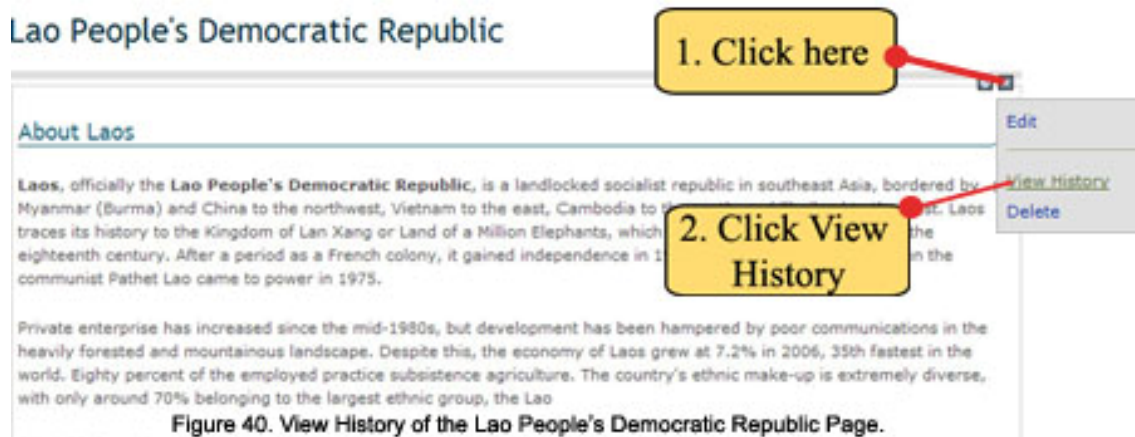 Lao People's Democratic Republic
1. Click here
Edit
About Laos
View History
Delete
Laos, officially the Lao People's Democratic Republic, is a landlocked socialist republic in southeast Asia, bordered by
Myanmar (Burma) and China to the northwest, Vietnam to the east, Cambodia to st. Laos
traces its history to the Kingdom of Lan Xang or Land of a Million Elephants, which the
eighteenth century. After a period as a French colony, it gained independence in 1 n the
communist Pathet Lao came to power in 1975.
2. Click View
History
Private enterprise has increased since the mid-1980s, but development has been hampered by poor communications in the
heavily forested and mountainous landscape. Despite this, the economy of Laos grew at 7.2% in 2006, 35th fastest in the
world. Eighty percent of the employed practice subsistence agriculture. The country's ethnic make-up is extremely diverse,
with only around 70% belonging to the largest ethnic group, the Lao
Figure 40. View History of the Lao People's Democratic Republic Page.